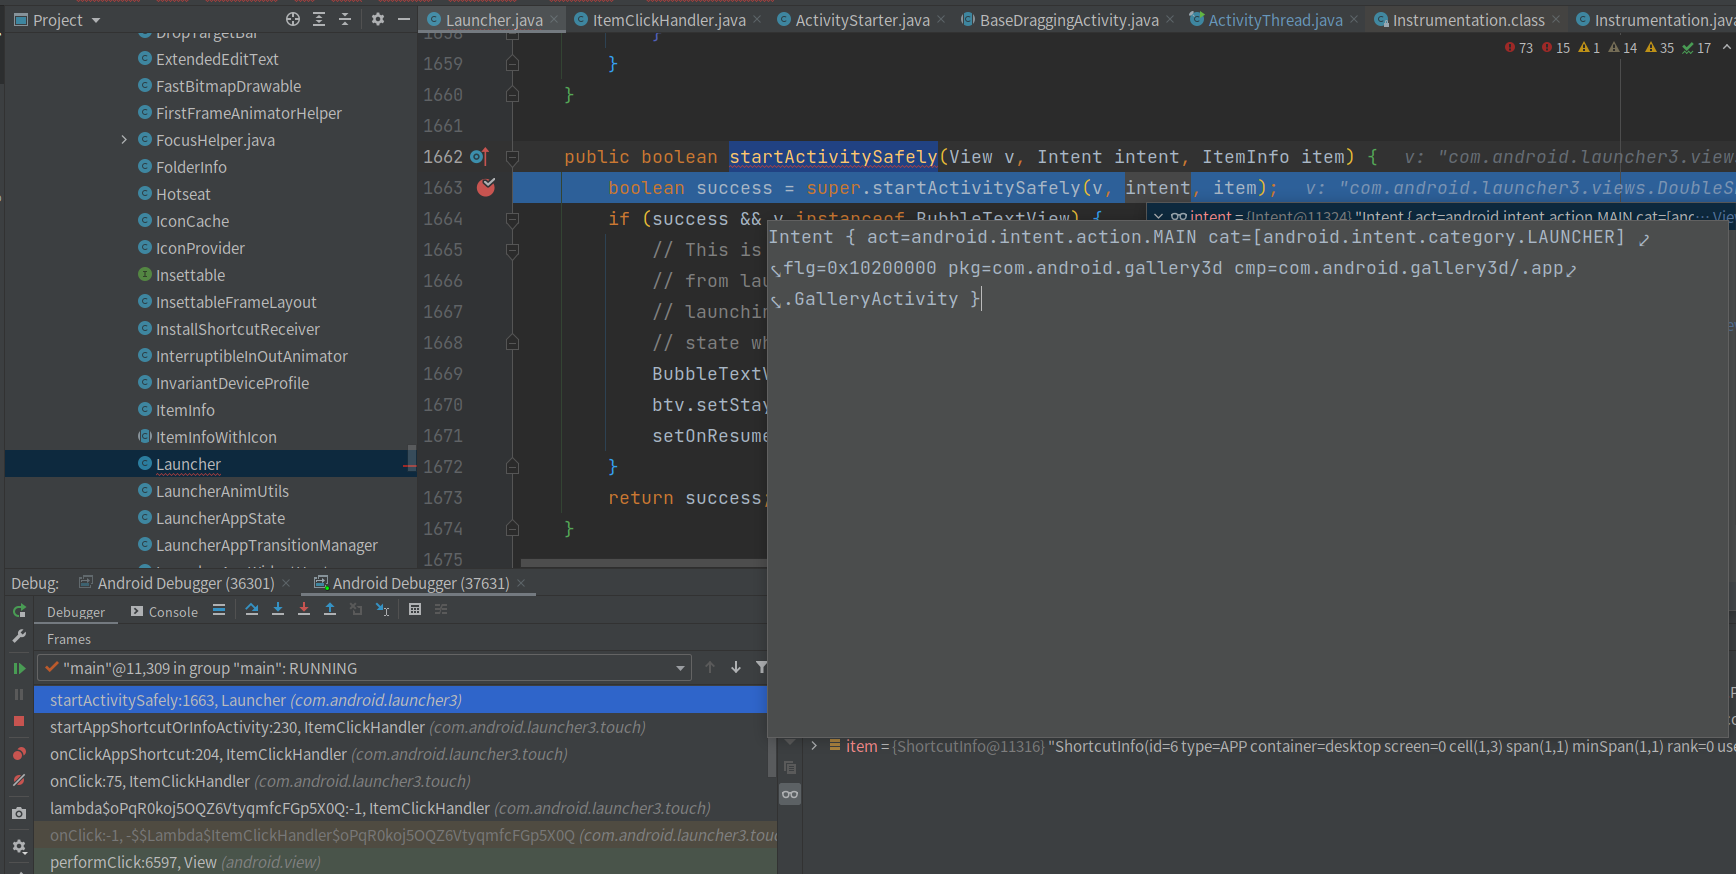 Project
Launcher.java
ItemClickHandler.java
ActivityStarter.java
BaseDraggingActivity.java
ActivityThread.java
Instrumentation.class
Instrumentation.java
73 15 1 14 35 17
DropTargetBar
ExtendedEditText
FastBitmapDrawable
FirstFrameAnimatorHelper
FocusHelper.java
FolderInfo
Hotseat
IconCache
IconProvider
Insettable
InsettableFrameLayout
InstallShortcutReceiver
InterruptibleInOutAnimator
InvariantDeviceProfile
ItemInfo
ItemInfoWithIcon
Launcher
LauncherAnimUtils
LauncherAppState
LauncherAppTransitionManager
1658 }
1659 }
1660 }
1661
1662 public boolean startActivitySafely(View v, Intent intent, ItemInfo item) { v: "com.android.launcher3.view
1663 boolean success = super.startActivitySafely(v, intent, item); v: "com.android.launcher3.views.DoubleS
1664 if (success && v instanceof BubbleTextView) {
intent = {Intent@11324} "Intent { act=android.intent.action.MAIN cat=[anc... Viev
1665 // This is
1666 // from lau
1667 // launchin
1668 // state wh
1669 BubbleTextV
1670 btv.setStay
1671 setOnResume
1672 }
1673 return success;
1674 }
1675
Intent { act=android.intent.action.MAIN cat=[android.intent.category.LAUNCHER]
flg=0x10200000 pkg=com.android.gallery3d cmp=com.android.gallery3d/.app
.GalleryActivity }
Debug:
Android Debugger (36301)
Android Debugger (37631)
Debugger
Console
Frames
"main"@11,309 in group "main": RUNNING
startActivitySafely:1663, Launcher (com.android.launcher3)
startAppShortcutOrInfoActivity:230, ItemClickHandler (com.android.launcher3.touch)
onClickAppShortcut:204, ItemClickHandler (com.android.launcher3.touch)
onClick:75, ItemClickHandler (com.android.launcher3.touch)
lambda$oPqR0koj5OQZ6VtyqmfcFGp5X0Q:-1, ItemClickHandler (com.android.launcher3.touch)
onClick:-1, -$$Lambda$ItemClickHandler$oPqR0koj5OQZ6VtyqmfcFGp5X0Q (com.android.launcher3.touc
performClick:6597, View (android.view)
item = {ShortcutInfo@11316} "ShortcutInfo(id=6 type=APP container=desktop screen=0 cell(1,3) span(1,1) minSpan(1,1) rank=0 use